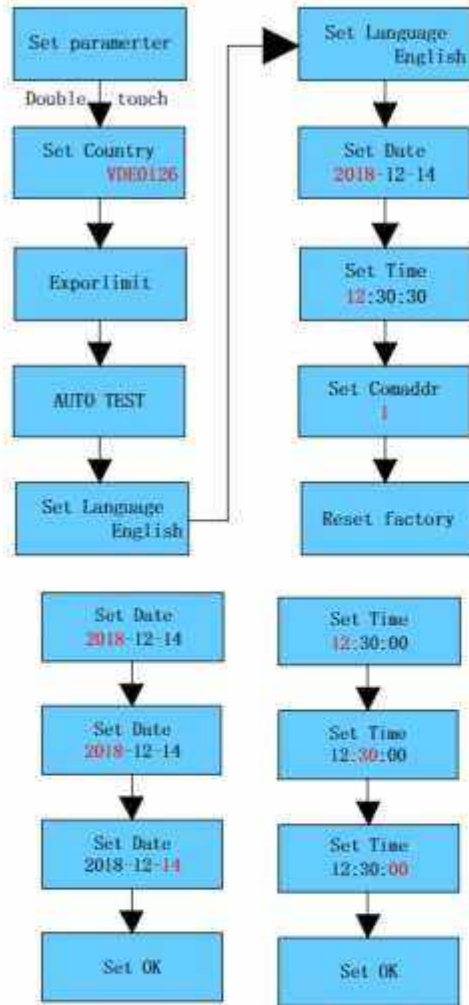 Set paramerter
Double touch
Set Country
VDE0126
Exporlimit
AUTO TEST
Set Language
English
Set Language
English
Set Date
2018-12-14
Set Time
12:30:30
Set Comaddr
1
Reset factory
Set Date
2018-12-14
Set Date
2018-12-14
Set Date
2018-12-14
Set OK
Set Time
12:30:00
Set Time
12:30:00
Set Time
12:30:00
Set OK